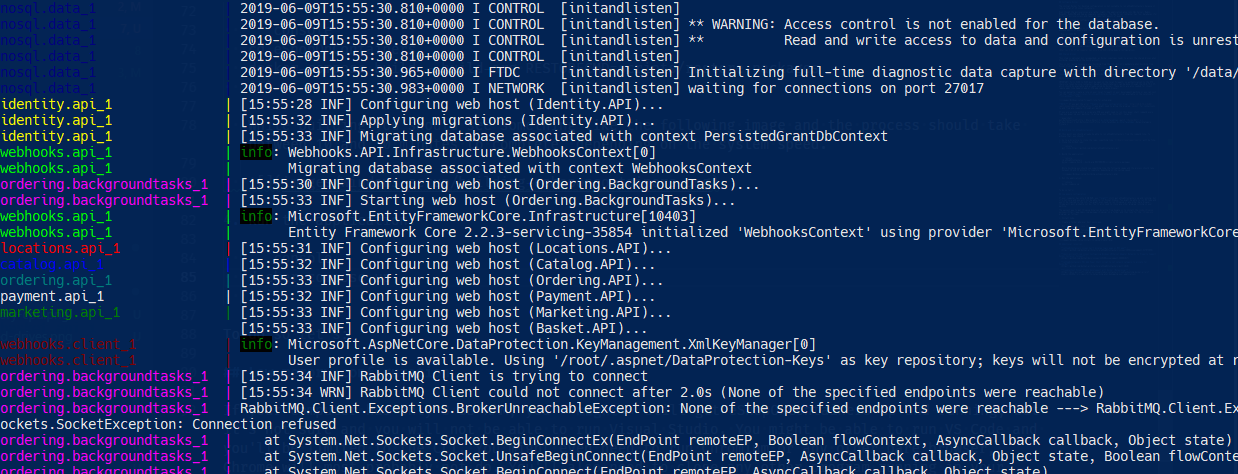 nosql.data_1 | 2019-06-09T15:55:30.810+0000 I CONTROL [initandlisten]
nosql.data_1 | 2019-06-09T15:55:30.810+0000 I CONTROL [initandlisten] ** WARNING: Access control is not enabled for the database.
nosql.data_1 | 2019-06-09T15:55:30.810+0000 I CONTROL [initandlisten] ** Read and write access to data and configuration is unrest
nosql.data_1 | 2019-06-09T15:55:30.810+0000 I CONTROL [initandlisten]
nosql.data_1 | 2019-06-09T15:55:30.965+0000 I FTDC [initandlisten] Initializing full-time diagnostic data capture with directory '/data/
nosql.data_1 | 2019-06-09T15:55:30.983+0000 I NETWORK [initandlisten] waiting for connections on port 27017
identity.api_1 | [15:55:28 INF] Configuring web host (Identity.API)...
identity.api_1 | [15:55:32 INF] Applying migrations (Identity.API)...
identity.api_1 | [15:55:33 INF] Migrating database associated with context PersistedGrantDbContext
webhooks.api_1 | info: Webhooks.API.Infrastructure.WebhooksContext[0]
webhooks.api_1 | Migrating database associated with context WebhooksContext
ordering.backgroundtasks_1 | [15:55:30 INF] Configuring web host (Ordering.BackgroundTasks)...
ordering.backgroundtasks_1 | [15:55:33 INF] Starting web host (Ordering.BackgroundTasks)...
webhooks.api_1 | info: Microsoft.EntityFrameworkCore.Infrastructure[10403]
webhooks.api_1 | Entity Framework Core 2.2.3-servicing-35854 initialized 'WebhooksContext' using provider 'Microsoft.EntityFrameworkCore
locations.api_1 | [15:55:31 INF] Configuring web host (Locations.API)...
catalog.api_1 | [15:55:32 INF] Configuring web host (Catalog.API)...
ordering.api_1 | [15:55:33 INF] Configuring web host (Ordering.API)...
payment.api_1 | [15:55:32 INF] Configuring web host (Payment.API)...
marketing.api_1 | [15:55:33 INF] Configuring web host (Marketing.API)...
[15:55:33 INF] Configuring web host (Basket.API)...
webhooks.client_1 | info: Microsoft.AspNetCore.DataProtection.KeyManagement.XmlKeyManager[0]
webhooks.client_1 | User profile is available. Using '/root/.aspnet/DataProtection-Keys' as key repository; keys will not be encrypted at r
ordering.backgroundtasks_1 | [15:55:34 INF] RabbitMQ Client is trying to connect
ordering.backgroundtasks_1 | [15:55:34 WRN] RabbitMQ Client could not connect after 2.0s (None of the specified endpoints were reachable)
ordering.backgroundtasks_1 | RabbitMQ.Client.Exceptions.BrokerUnreachableException: None of the specified endpoints were reachable ---> RabbitMQ.Client.Ex
ockets.SocketException: Connection refused
ordering.backgroundtasks_1 | at System.Net.Sockets.Socket.BeginConnectEx(EndPoint remoteEP, Boolean flowContext, AsyncCallback callback, Object state)
ordering.backgroundtasks_1 | at System.Net.Sockets.Socket.UnsafeBeginConnect(EndPoint remoteEP, AsyncCallback callback, Object state, Boolean flowConte
ordering.backgroundtasks_1 | at System.Net.Sockets.Socket.BeginConnect(EndPoint remoteEP, AsyncCallback callback, Object state)